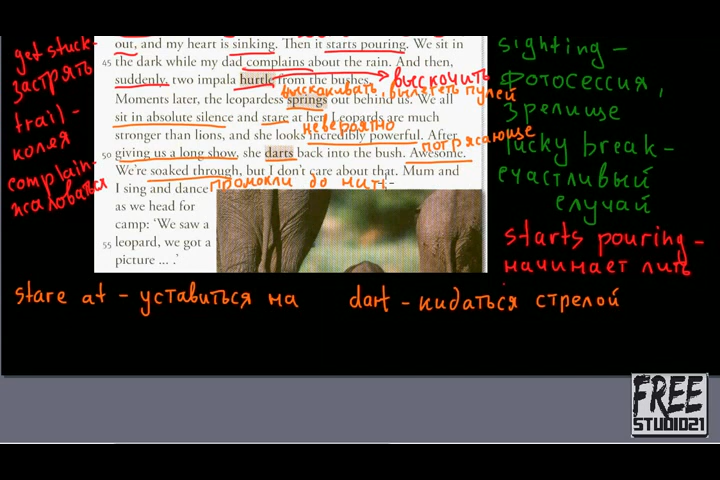 get stuck-
застрять
trail-
колея
complain-
жаловаться
out, and my heart is sinking. Then it starts pouring. We sit in
45 the dark while my dad complains about the rain. And then,
suddenly, two impala hurtle from the bushes.
выскочить
Moments later, the leopardess springs out behind us. We all
выскакивать, вылететь пулей
sit in absolute silence and stare at her. Leopards are much
невероятно
stronger than lions, and she looks incredibly powerful. After
потрясающе
50 giving us a long show, she darts back into the bush. Awesome.
We're soaked through, but I don't care about that. Mum and
промокли до нитки
I sing and dance
as we head for
camp: 'We saw a
55 leopard, we got a
picture ... .'
sighting –
фотосессия,
зрелище
lucky break –
счастливый
случай
starts pouring –
начинает лить
stare at – уставиться на
dart – кидаться стрелой
FREE
STUDIO21